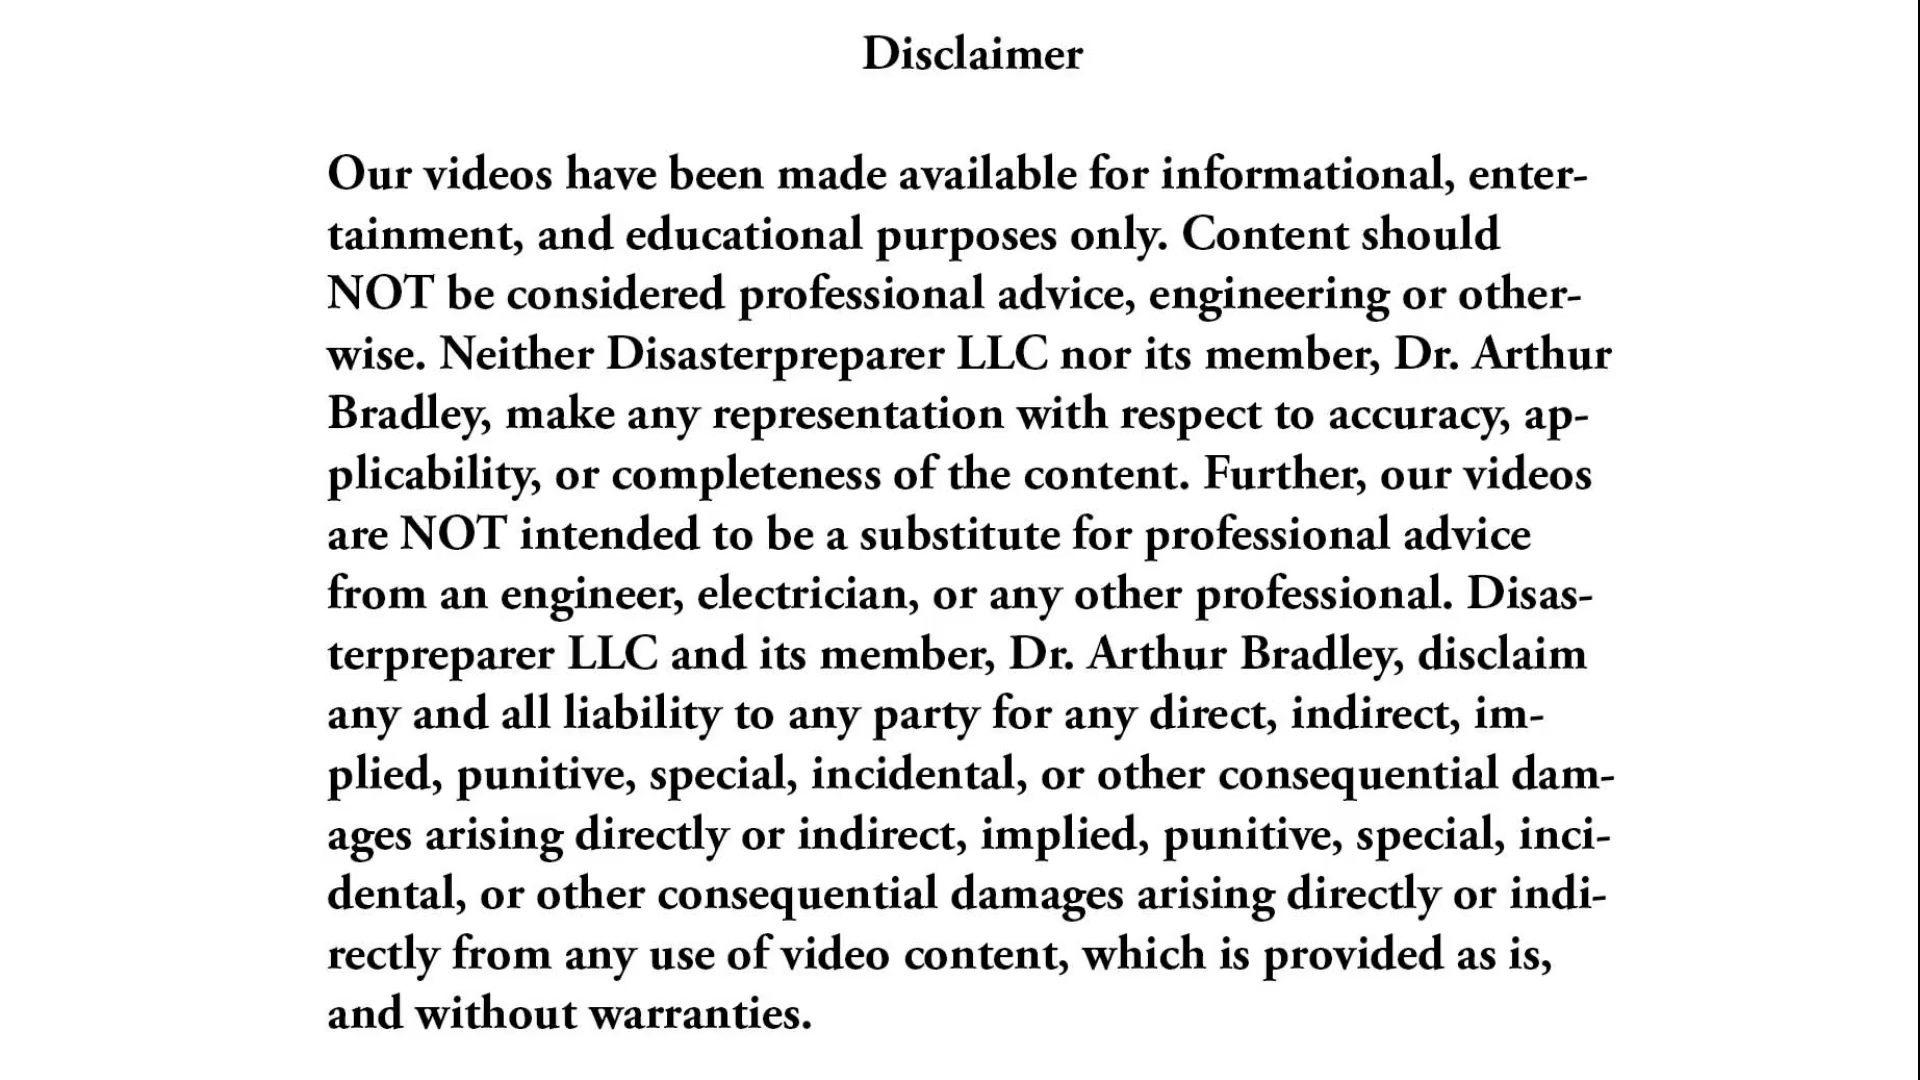 Disclaimer
Our videos have been made available for informational, enter-
tainment, and educational purposes only. Content should
NOT be considered professional advice, engineering or other-
wise. Neither Disasterpreparer LLC nor its member, Dr. Arthur
Bradley, make any representation with respect to accuracy, ap-
plicability, or completeness of the content. Further, our videos
are NOT intended to be a substitute for professional advice
from an engineer, electrician, or any other professional. Disas-
terpreparer LLC and its member, Dr. Arthur Bradley, disclaim
any and all liability to any party for any direct, indirect, im-
plied, punitive, special, incidental, or other consequential dam-
ages arising directly or indirect, implied, punitive, special, inci-
dental, or other consequential damages arising directly or indi-
rectly from any use of video content, which is provided as is,
and without warranties.